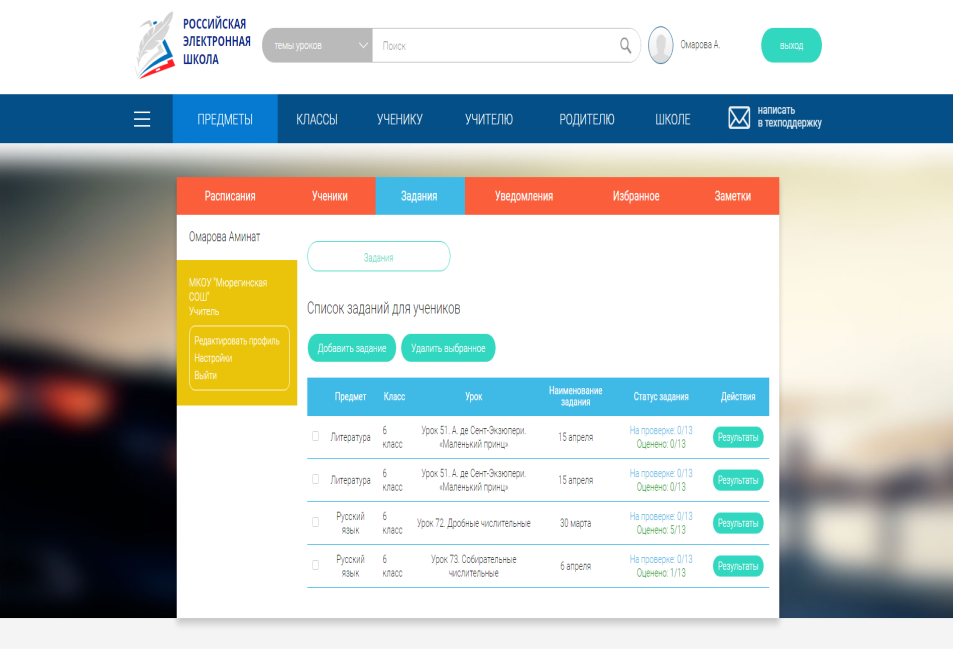 РОССИЙСКАЯ
ЭЛЕКТРОННАЯ
ШКОЛА
темы уроков
Поиск
Омарова А.
выход
ПРЕДМЕТЫ
КЛАССЫ
УЧЕНИКУ
УЧИТЕЛЮ
РОДИТЕЛЮ
ШКОЛЕ
написать
в техподдержку
Расписания
Ученики
Задания
Уведомления
Избранное
Заметки
Омарова Аминат
МКОУ "Мюрегинская
СОШ"
Учитель
Редактировать профиль
Настройки
Выйти
Задания
Список заданий для учеников
Добавить задание
Удалить выбранное
Предмет
Класс
Урок
Наименование
задания
Статус задания
Действия
Литература
6
класс
Урок 51. А. де Сент-Экзюпери.
«Маленький принц»
15 апреля
На проверке: 0/13
Оценено: 0/13
Результаты
Литература
6
класс
Урок 51. А. де Сент-Экзюпери.
«Маленький принц»
15 апреля
На проверке: 0/13
Оценено: 0/13
Результаты
Русский
язык
6
класс
Урок 72. Дробные числительные
30 марта
На проверке: 0/13
Оценено: 5/13
Результаты
Русский
язык
6
класс
Урок 73. Собирательные
числительные
6 апреля
На проверке: 0/13
Оценено: 1/13
Результаты